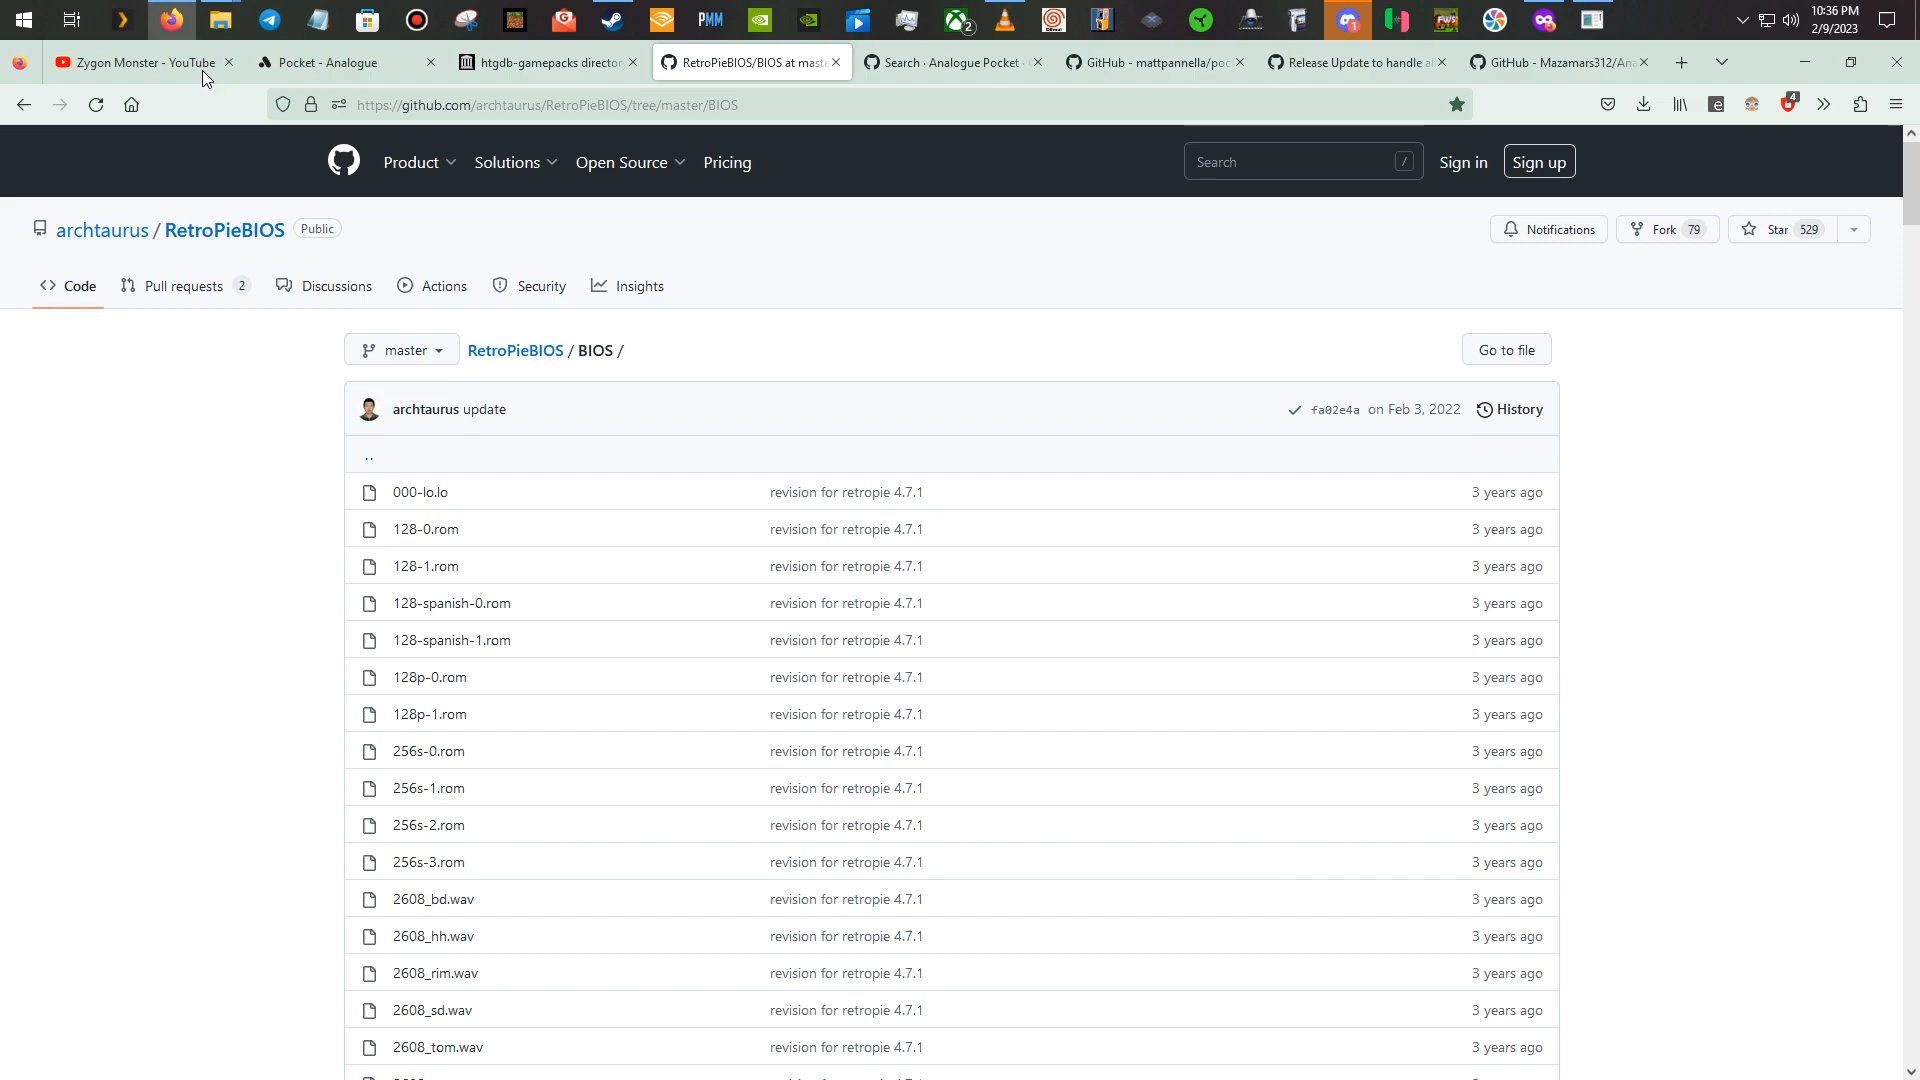 PMM
2
DEmul
1
FWS
10:36 PM
2/9/2023
Zygon Monster - YouTube
Pocket - Analogue
htgdb-gamepacks directory
RetroPieBIOS/BIOS at maste
Search · Analogue Pocket ·
GitHub - mattpannella/poc
Release Update to handle al
GitHub - Mazamars312/Ana
https://github.com/archtaurus/RetroPieBIOS/tree/master/BIOS
e
4
Product
Solutions
Open Source
Pricing
Search
/
Sign in
Sign up
archtaurus / RetroPieBIOS
Public
Notifications
Fork 79
Star 529
Code
Pull requests 2
Discussions
Actions
Security
Insights
master
RetroPieBIOS / BIOS /
Go to file
archtaurus update
fa02e4a on Feb 3, 2022
History
..
000-lo.lo revision for retropie 4.7.1 3 years ago
128-0.rom revision for retropie 4.7.1 3 years ago
128-1.rom revision for retropie 4.7.1 3 years ago
128-spanish-0.rom revision for retropie 4.7.1 3 years ago
128-spanish-1.rom revision for retropie 4.7.1 3 years ago
128p-0.rom revision for retropie 4.7.1 3 years ago
128p-1.rom revision for retropie 4.7.1 3 years ago
256s-0.rom revision for retropie 4.7.1 3 years ago
256s-1.rom revision for retropie 4.7.1 3 years ago
256s-2.rom revision for retropie 4.7.1 3 years ago
256s-3.rom revision for retropie 4.7.1 3 years ago
2608_bd.wav revision for retropie 4.7.1 3 years ago
2608_hh.wav revision for retropie 4.7.1 3 years ago
2608_rim.wav revision for retropie 4.7.1 3 years ago
2608_sd.wav revision for retropie 4.7.1 3 years ago
2608_tom.wav revision for retropie 4.7.1 3 years ago